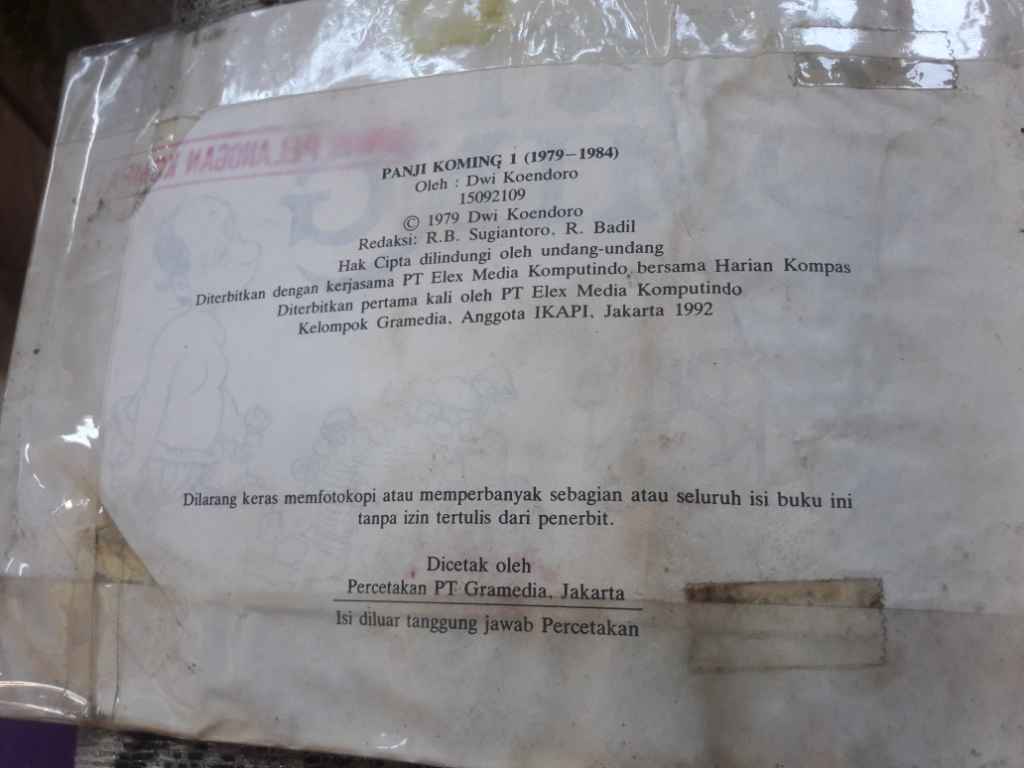 PANJI KOMING 1 (1979–1984)
Oleh : Dwi Koendoro
15092109
© 1979 Dwi Koendoro
Redaksi: R.B. Sugiantoro, R. Badil
Hak Cipta dilindungi oleh undang-undang
Diterbitkan dengan kerjasama PT Elex Media Komputindo bersama Harian Kompas
Diterbitkan pertama kali oleh PT Elex Media Komputindo
Kelompok Gramedia, Anggota IKAPI, Jakarta 1992
Dilarang keras memfotokopi atau memperbanyak sebagian atau seluruh isi buku ini
tanpa izin tertulis dari penerbit.
Dicetak oleh
Percetakan PT Gramedia, Jakarta
Isi diluar tanggung jawab Percetakan